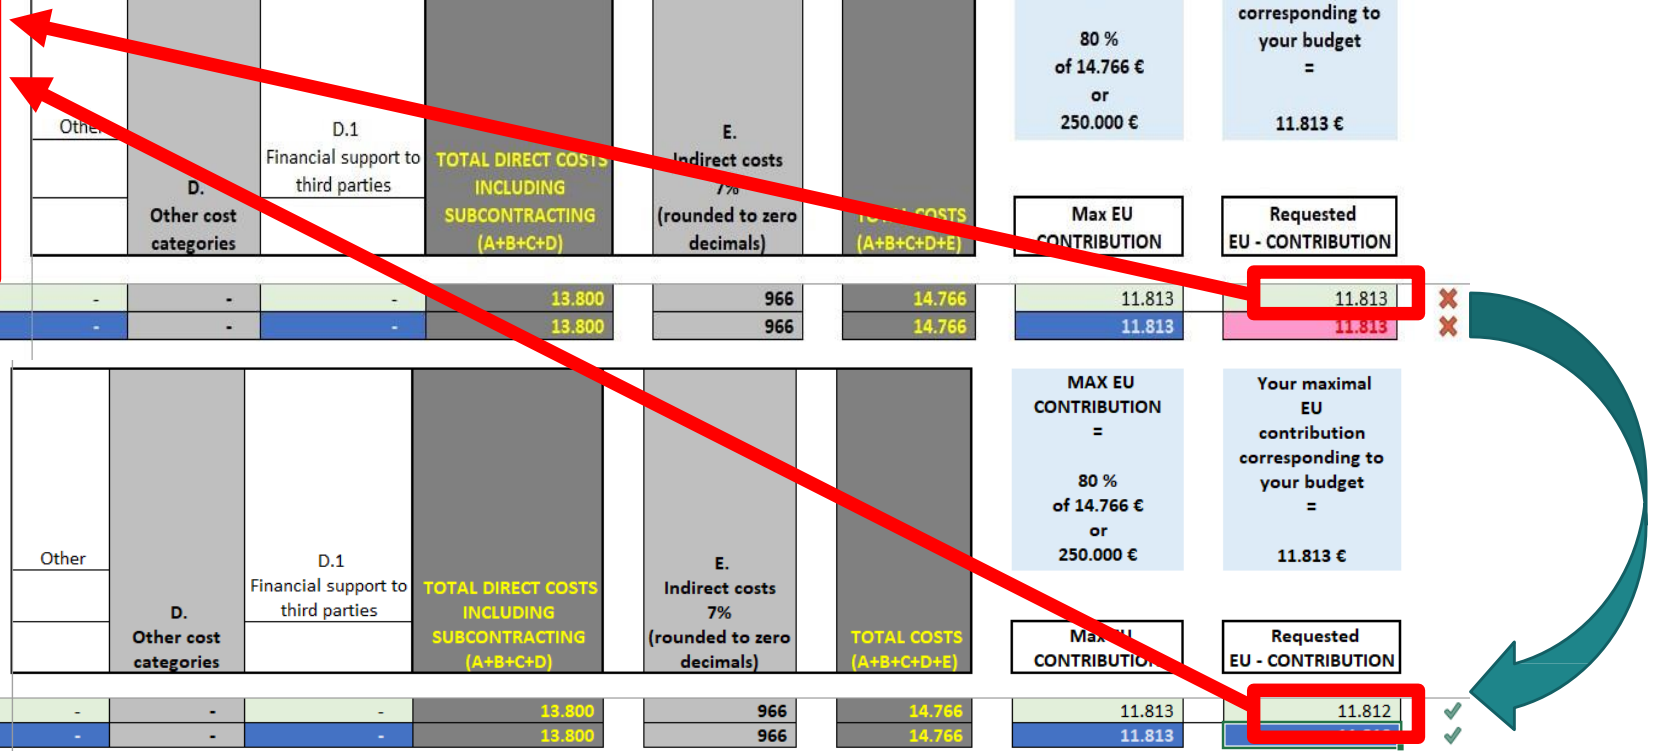 corresponding to
your budget
=
11.813 €
80 %
of 14.766 €
or
250.000 €
D.
Other cost
categories
D.1
Financial support to
third parties
TOTAL DIRECT COSTS
INCLUDING
SUBCONTRACTING
(A+B+C+D)
E.
Indirect costs
7%
(rounded to zero
decimals)
TOTAL COSTS
(A+B+C+D+E)
Max EU
CONTRIBUTION
Requested
EU - CONTRIBUTION
- - - 13.800 966 14.766 11.813 11.813
- - - 13.800 966 14.766 11.813 11.813
Other
D.
Other cost
categories
D.1
Financial support to
third parties
TOTAL DIRECT COSTS
INCLUDING
SUBCONTRACTING
(A+B+C+D)
E.
Indirect costs
7%
(rounded to zero
decimals)
TOTAL COSTS
(A+B+C+D+E)
MAX EU
CONTRIBUTION
=
80 %
of 14.766 €
or
250.000 €
Your maximal
EU
contribution
corresponding to
your budget
=
11.813 €
Max EU
CONTRIBUTION
Requested
EU - CONTRIBUTION
- - - 13.800 966 14.766 11.813 11.812
- - - 13.800 966 14.766 11.813